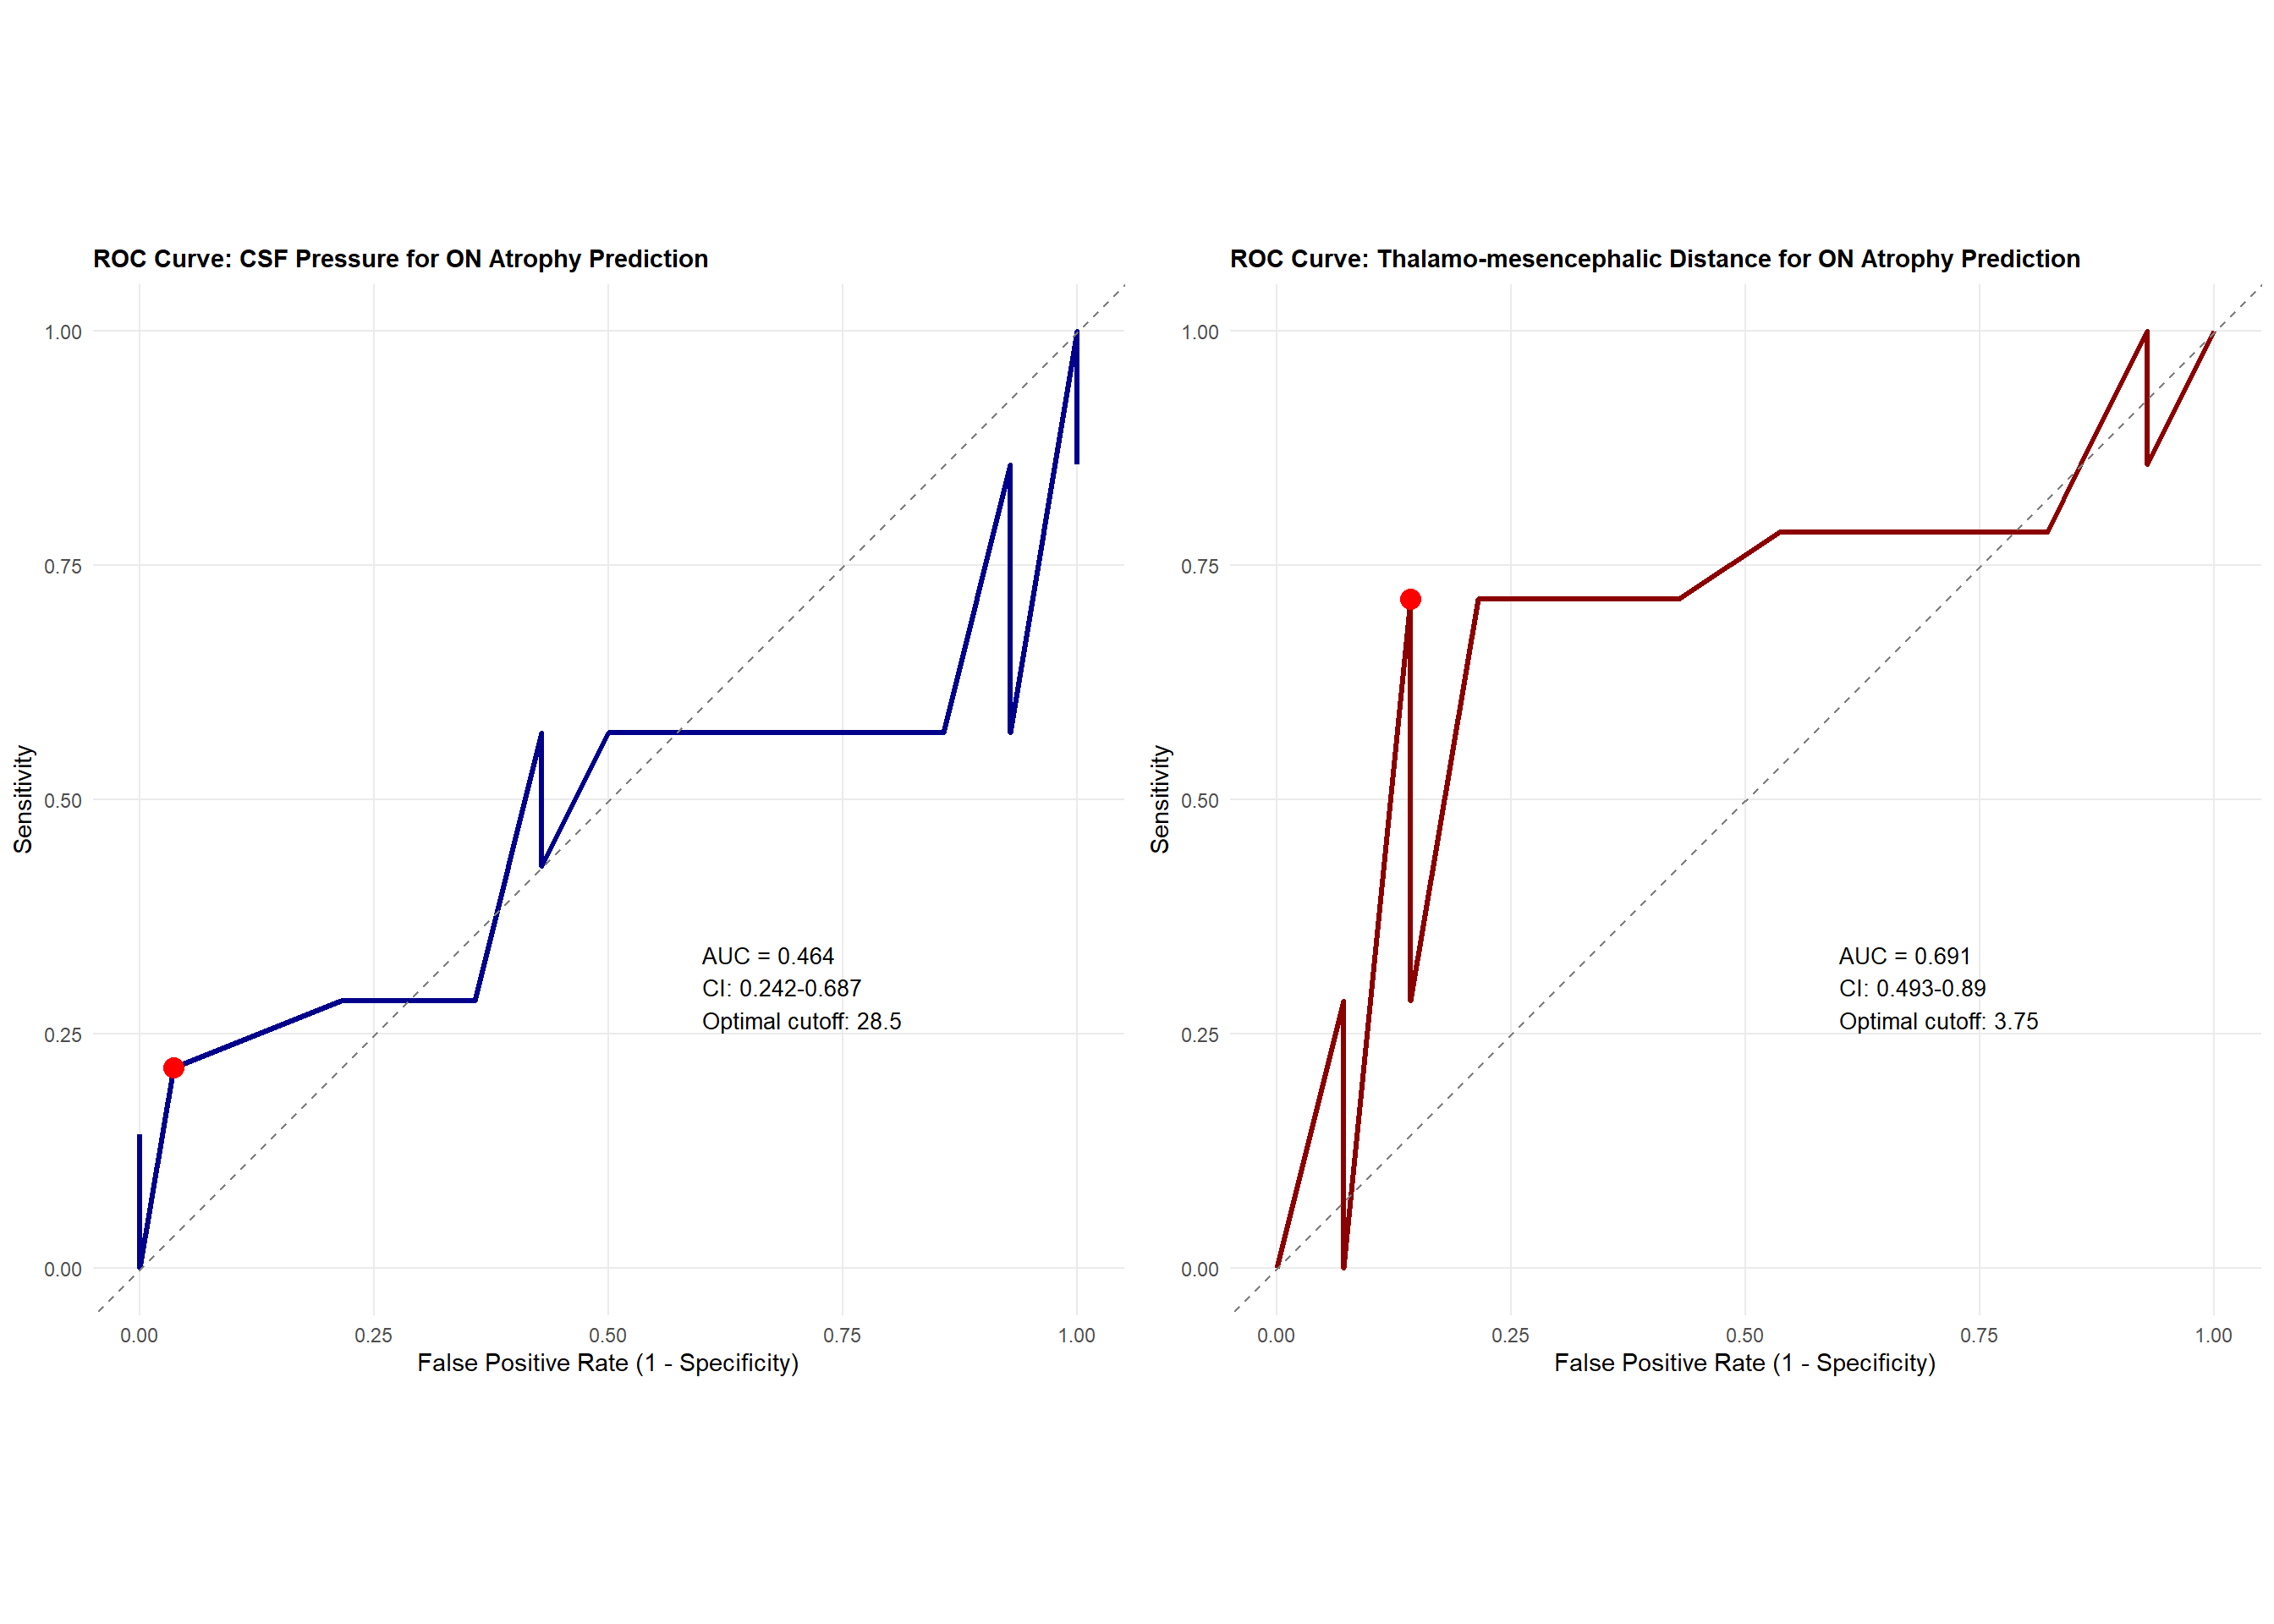 ROC Curve: CSF Pressure for ON Atrophy Prediction
1.00
0.75
0.50
0.25
0.00
Sensitivity
AUC = 0.464
CI: 0.242-0.687
Optimal cutoff: 28.5
0.00 0.25 0.50 0.75 1.00
False Positive Rate (1 - Specificity)
ROC Curve: Thalamo-mesencephalic Distance for ON Atrophy Prediction
1.00
0.75
0.50
0.25
0.00
Sensitivity
AUC = 0.691
CI: 0.493-0.89
Optimal cutoff: 3.75
0.00 0.25 0.50 0.75 1.00
False Positive Rate (1 - Specificity)